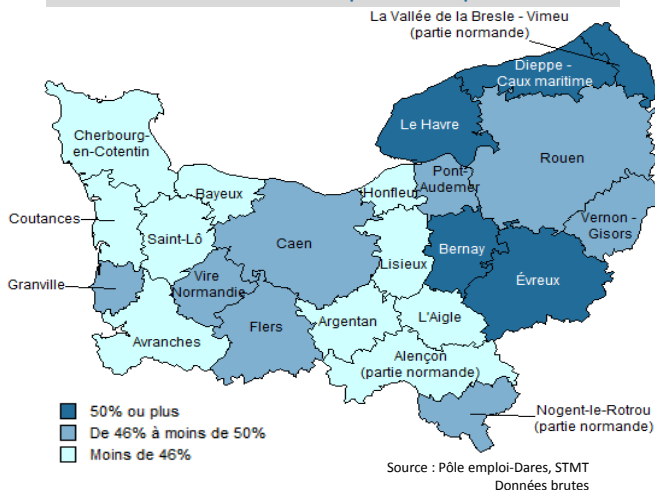 La Vallée de la Bresle - Vimeu
(partie normande)
Dieppe -
Caux maritime
Le Havre
Cherbourg-
en-Cotentin
Rouen
Pont-
Audemer
Honfleur
Bayeux
Coutances
Saint-Lô
Caen
Vernon -
Gisors
Lisieux
Bernay
Évreux
Granville
Vire
Normandie
Flers
Argentan
L'Aigle
Avranches
Alençon
(partie normande)
Nogent-le-Rotrou
(partie normande)
50% ou plus
De 46% à moins de 50%
Moins de 46%
Source : Pôle emploi-Dares, STMT
Données brutes